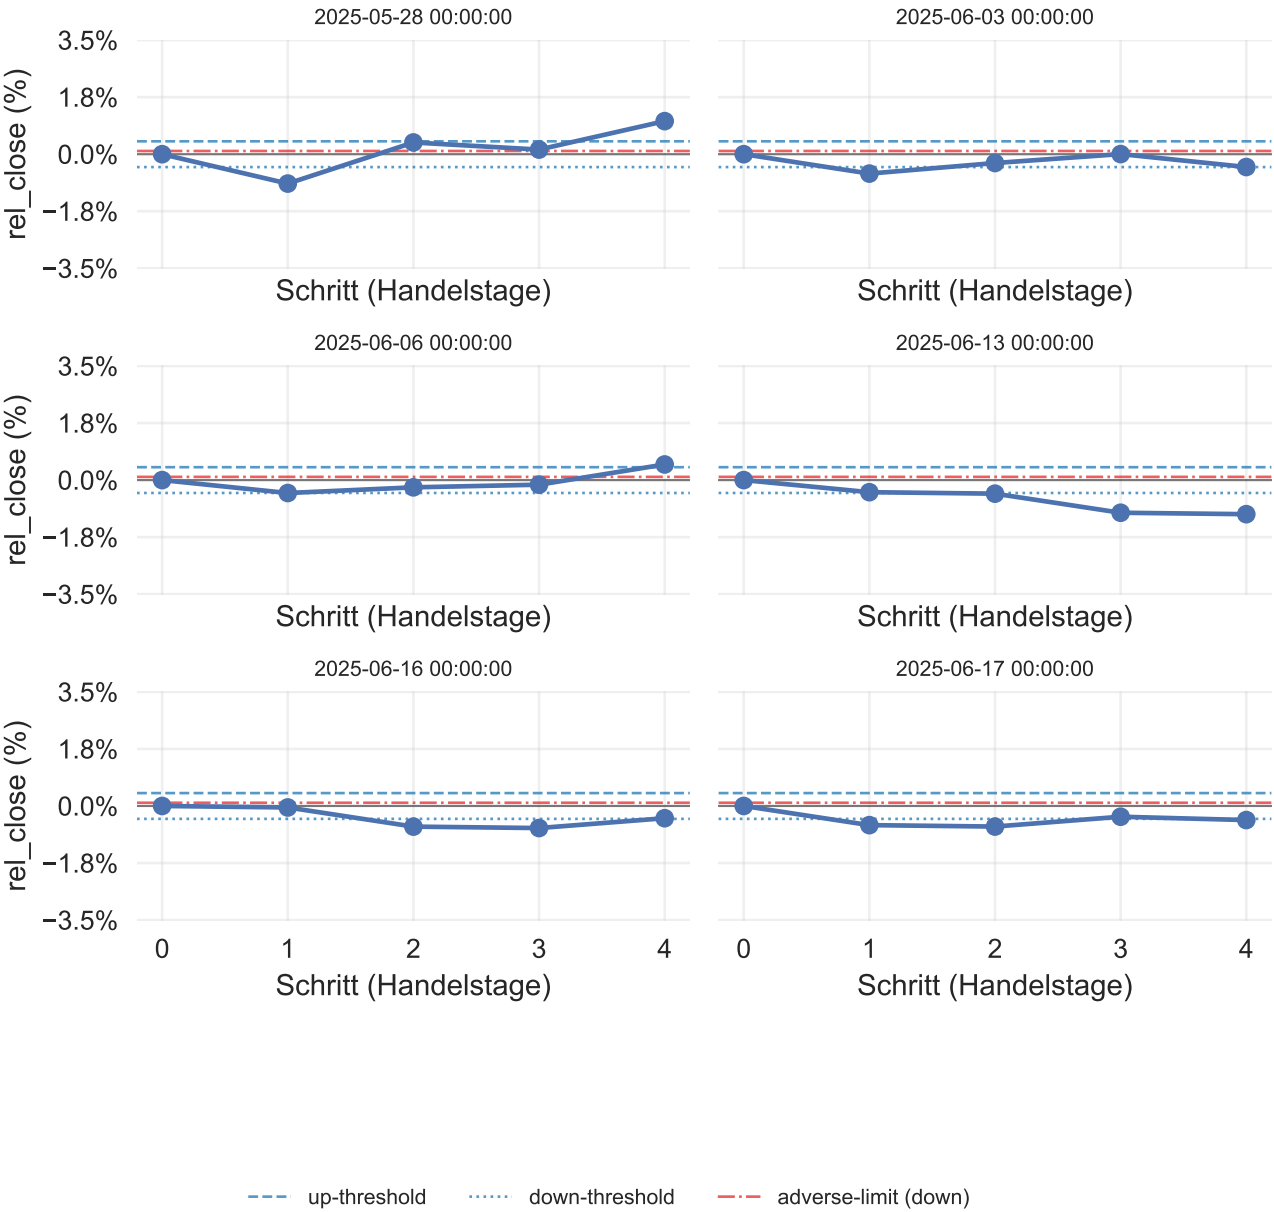 2025-05-28 00:00:00
2025-06-03 00:00:00
rel_close (%)
3.5%
1.8%
0.0%
−1.8%
−3.5%
Schritt (Handelstage)
Schritt (Handelstage)
2025-06-06 00:00:00
2025-06-13 00:00:00
rel_close (%)
3.5%
1.8%
0.0%
−1.8%
−3.5%
Schritt (Handelstage)
Schritt (Handelstage)
2025-06-16 00:00:00
2025-06-17 00:00:00
rel_close (%)
3.5%
1.8%
0.0%
−1.8%
−3.5%
0 1 2 3 4
0 1 2 3 4
Schritt (Handelstage)
Schritt (Handelstage)
up-threshold
down-threshold
adverse-limit (down)